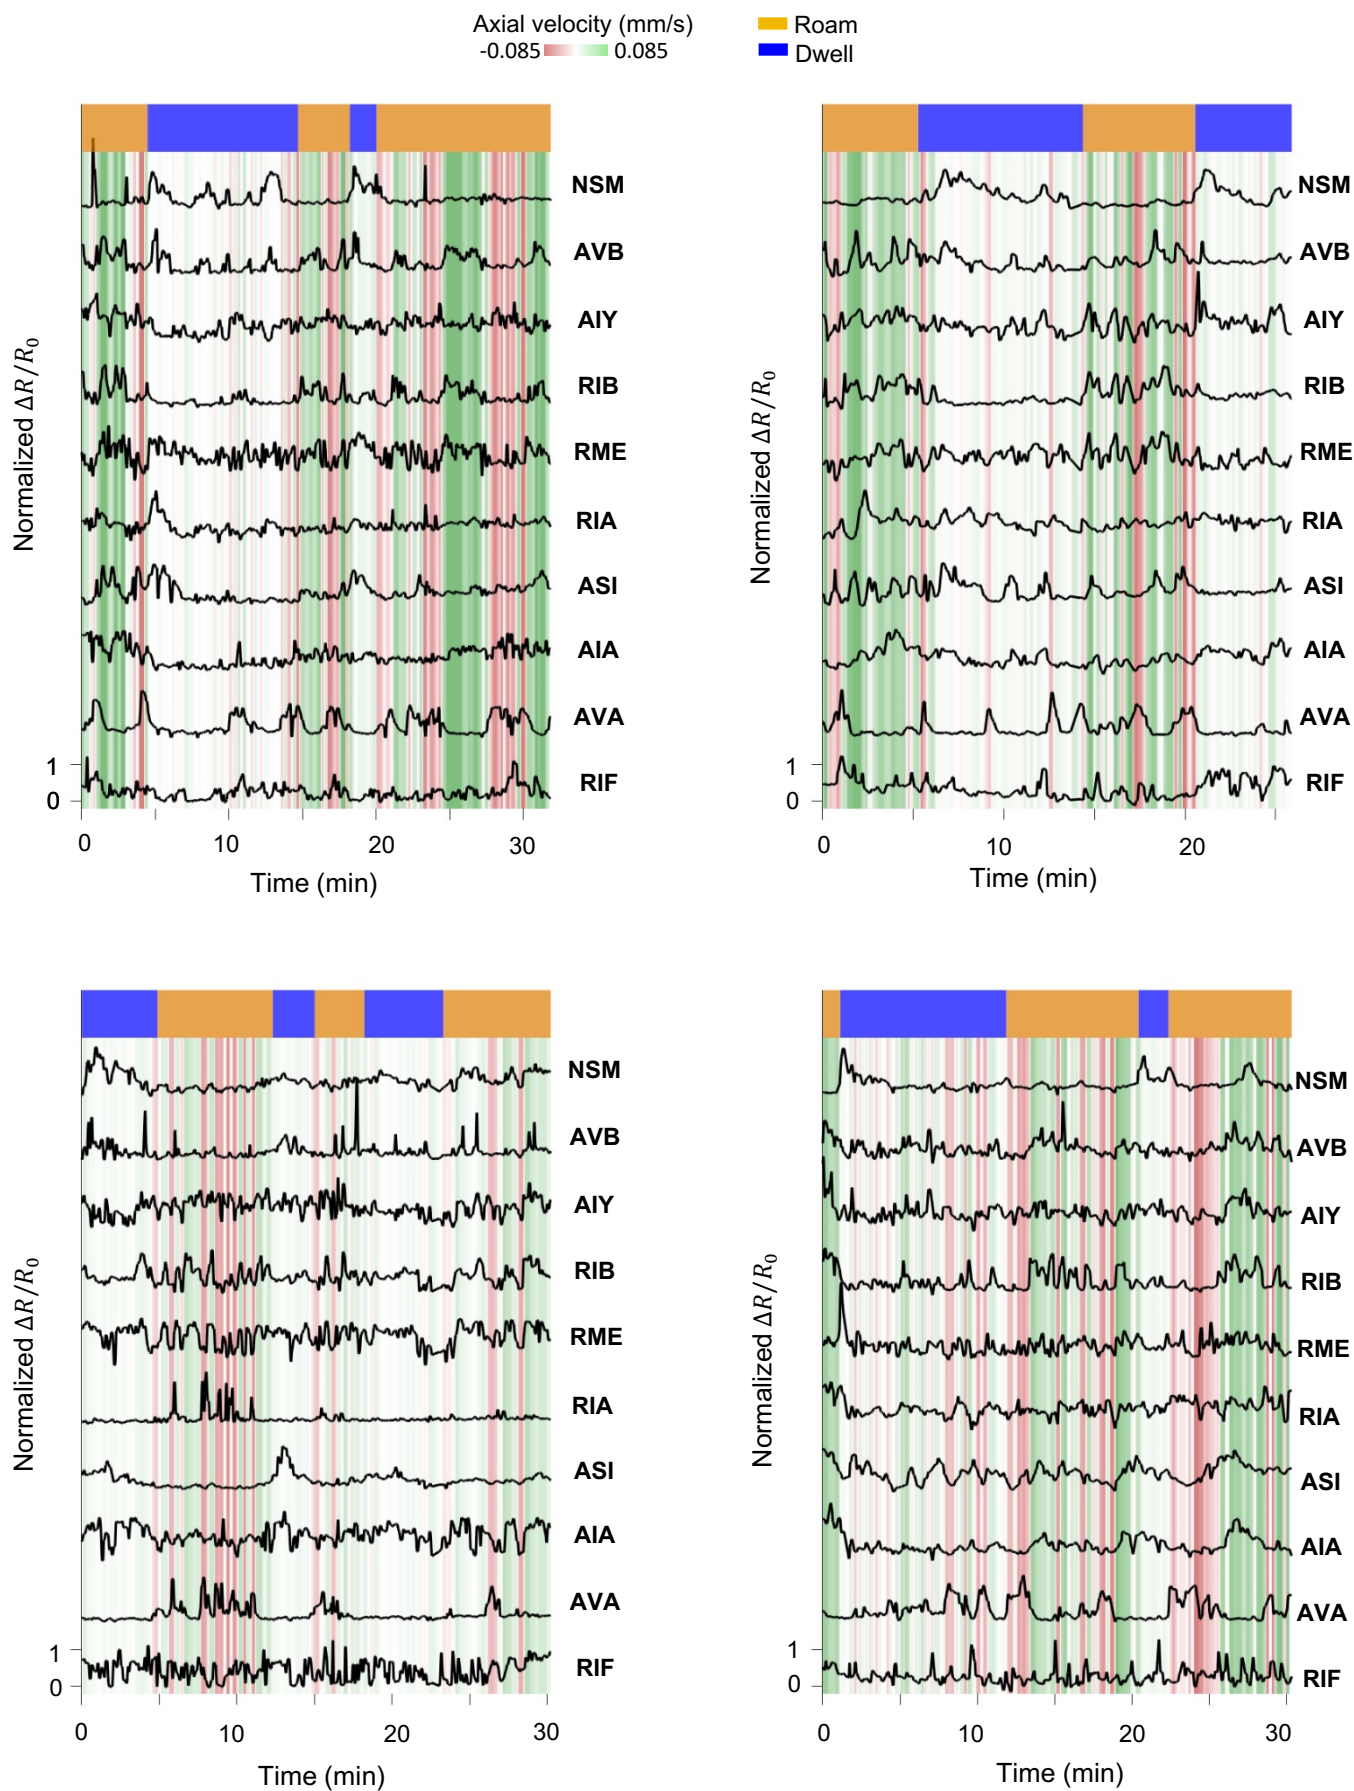 Axial velocity (mm/s)
-0.085 0.085
Roam
Dwell
Normalized ΔR/R₀
NSM
AVB
AIY
RIB
RME
RIA
ASI
AIA
AVA
RIF
1
0
0 10 20 30
Time (min)
Normalized ΔR/R₀
NSM
AVB
AIY
RIB
RME
RIA
ASI
AIA
AVA
RIF
1
0
0 10 20
Time (min)
Normalized ΔR/R₀
NSM
AVB
AIY
RIB
RME
RIA
ASI
AIA
AVA
RIF
1
0
0 10 20 30
Time (min)
Normalized ΔR/R₀
NSM
AVB
AIY
RIB
RME
RIA
ASI
AIA
AVA
RIF
1
0
0 10 20 30
Time (min)